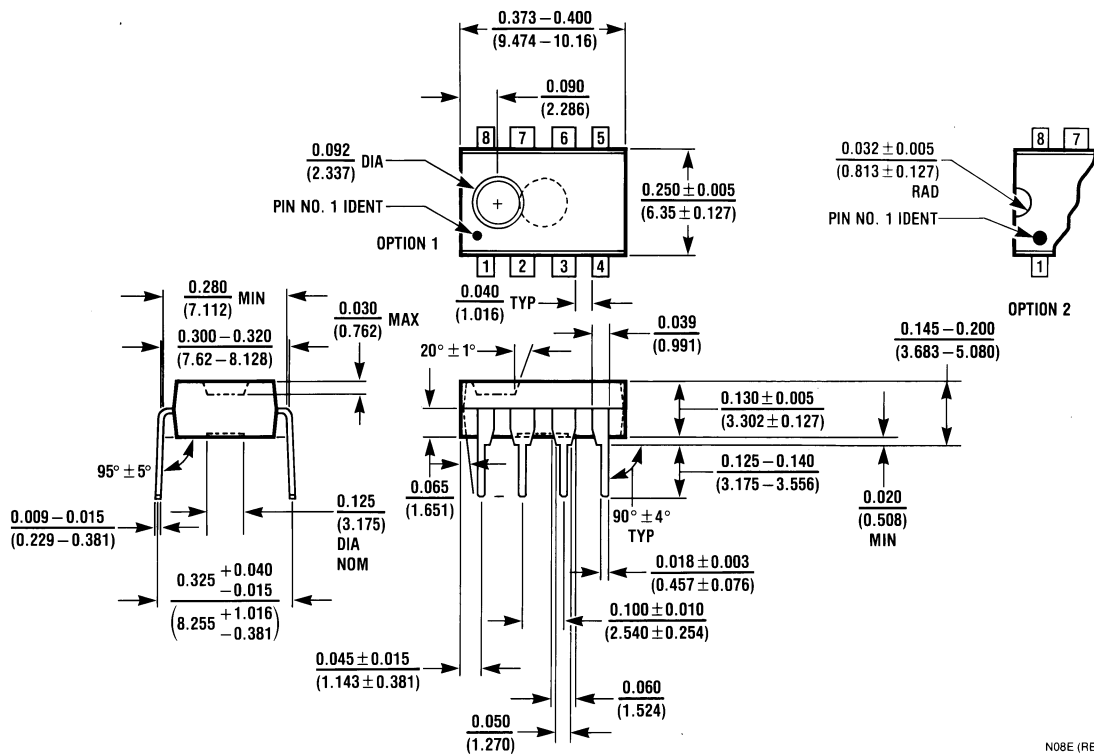 0.373 – 0.400
(9.474 – 10.16)
0.090
(2.286)
8 7 6 5
8 7
0.092 DIA
(2.337)
0.032 ± 0.005
(0.813 ± 0.127)
RAD
0.250 ± 0.005
(6.35 ± 0.127)
PIN NO. 1 IDENT
PIN NO. 1 IDENT
OPTION 1
1 2 3 4
1
OPTION 2
0.280 MIN
(7.112)
0.030 MAX
(0.762)
0.040 TYP
(1.016)
0.039
(0.991)
0.145 – 0.200
(3.683 – 5.080)
0.300 – 0.320
(7.62 – 8.128)
20° ± 1°
0.130 ± 0.005
(3.302 ± 0.127)
95° ± 5°
0.065
(1.651)
0.125 – 0.140
(3.175 – 3.556)
90° ± 4°
TYP
0.020
(0.508)
MIN
0.009 – 0.015
(0.229 – 0.381)
0.125
(3.175)
DIA
NOM
0.018 ± 0.003
(0.457 ± 0.076)
0.325 +0.040
−0.015
(8.255 +1.016
−0.381)
0.100 ± 0.010
(2.540 ± 0.254)
0.045 ± 0.015
(1.143 ± 0.381)
0.060
(1.524)
0.050
(1.270)
N08E (RE